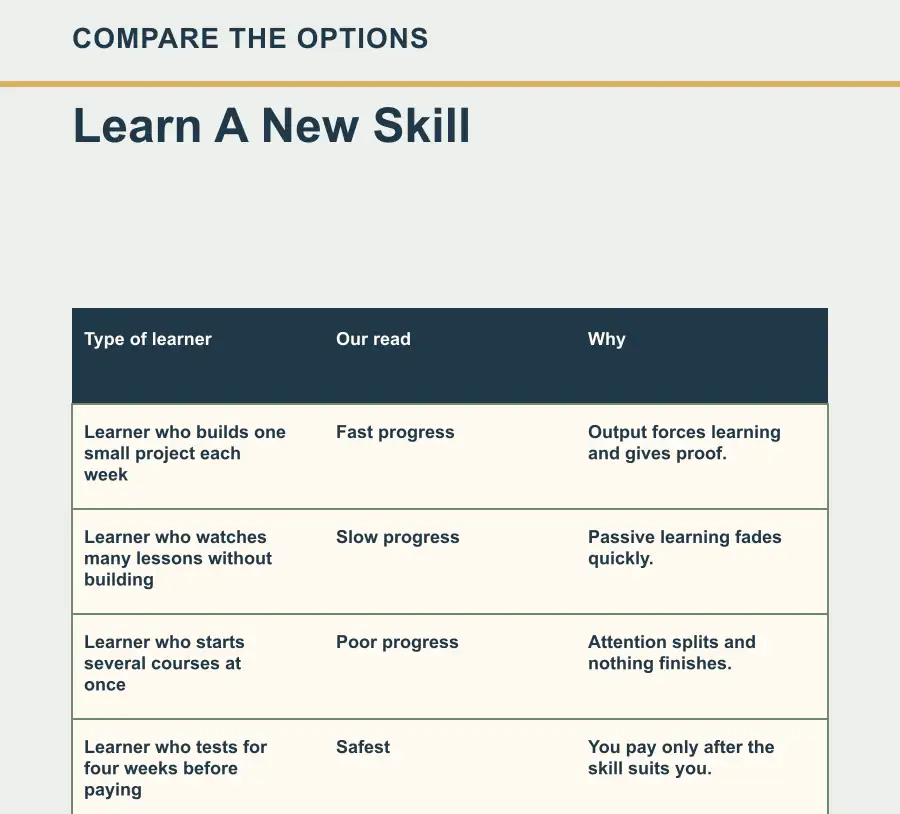 COMPARE THE OPTIONS
Learn A New Skill
Type of learner
Our read
Why
Learner who builds one
small project each
week
Fast progress
Output forces learning
and gives proof.
Learner who watches
many lessons without
building
Slow progress
Passive learning fades
quickly.
Learner who starts
several courses at
once
Poor progress
Attention splits and
nothing finishes.
Learner who tests for
four weeks before
paying
Safest
You pay only after the
skill suits you.